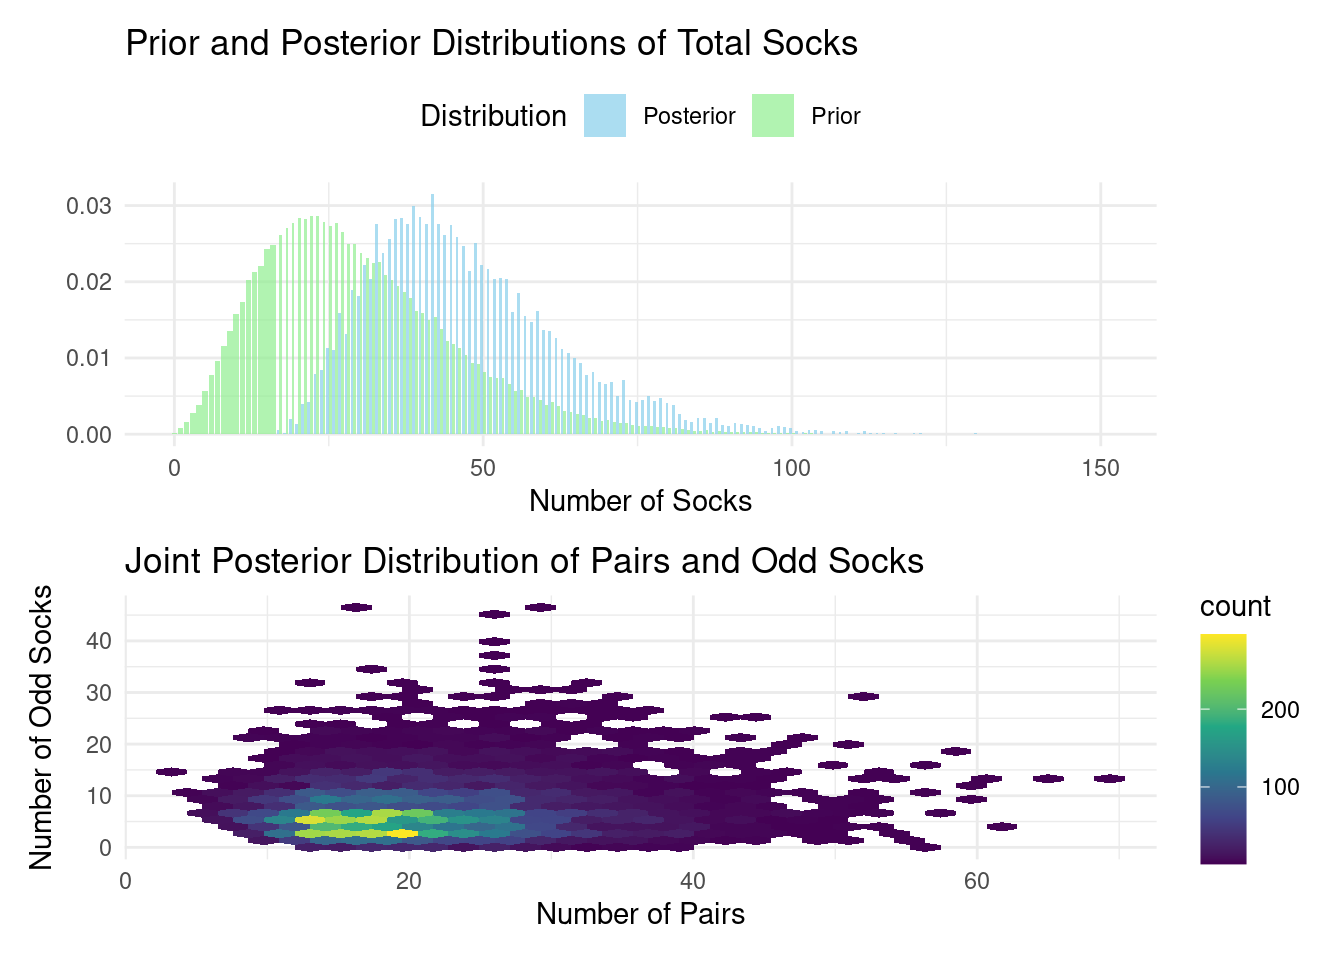 Prior and Posterior Distributions of Total Socks
Distribution Posterior Prior
0.03
0.02
0.01
0.00
0 50 100 150
Number of Socks
Joint Posterior Distribution of Pairs and Odd Socks
Number of Odd Socks
40
30
20
10
0
0 20 40 60
Number of Pairs
count
200
100